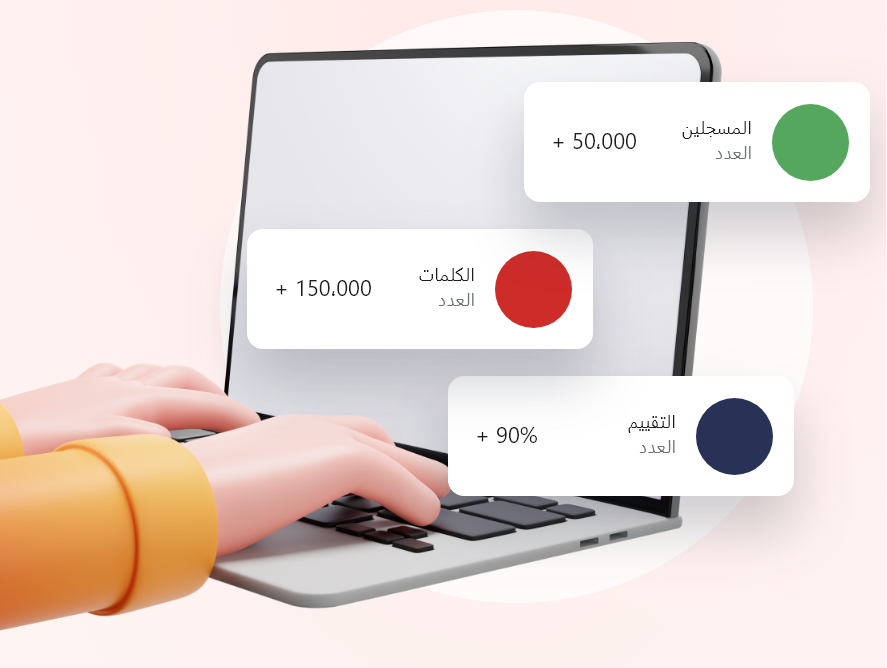 المسجلين
العدد
50،000 +
الكلمات
العدد
150،000 +
التقييم
العدد
90% +